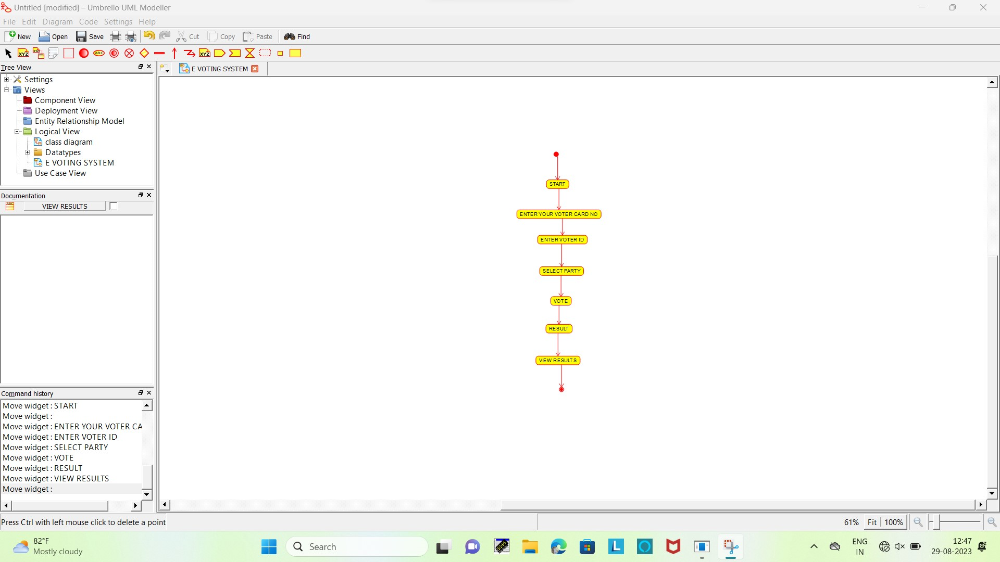 Untitled [modified] – Umbrello UML Modeller
File Edit Diagram Code Settings Help
New Open Save Cut Copy Paste Find
XYZ XYZ ABC XYZ
Tree View
E VOTING SYSTEM
Settings
Views
Component View
Deployment View
Entity Relationship Model
Logical View
class diagram
Datatypes
E VOTING SYSTEM
Use Case View
Documentation
VIEW RESULTS
START
ENTER YOUR VOTER CARD NO
ENTER VOTER ID
SELECT PARTY
VOTE
RESULT
VIEW RESULTS
Command history
Move widget : START
Move widget :
Move widget : ENTER YOUR VOTER CA
Move widget : ENTER VOTER ID
Move widget : SELECT PARTY
Move widget : VOTE
Move widget : RESULT
Move widget : VIEW RESULTS
Move widget :
Press Ctrl with left mouse click to delete a point
61% Fit 100%
82°F
Mostly cloudy
Search
ENG
IN
12:47
29-08-2023